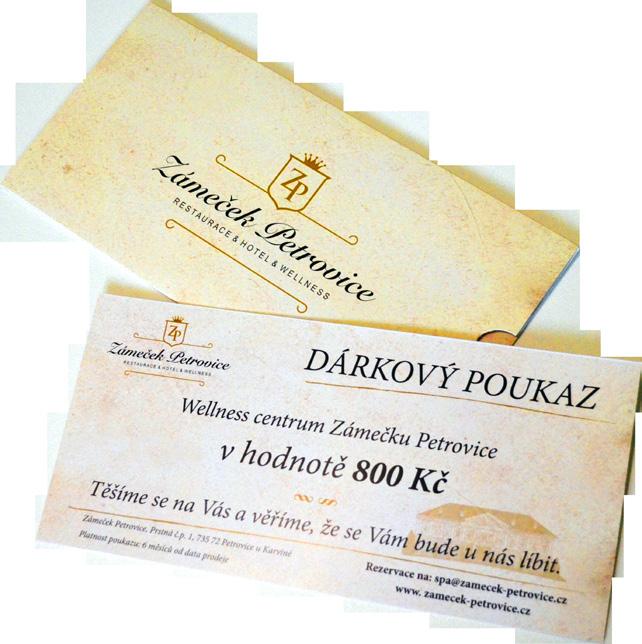 ZP
Zámeček Petrovice
RESTAURACE & HOTEL & WELLNESS
ZP
Zámeček Petrovice
RESTAURACE & HOTEL & WELLNESS
DÁRKOVÝ POUKAZ
Wellness centrum Zámečku Petrovice
v hodnotě 800 Kč
Těšíme se na Vás a věříme, že se Vám bude u nás líbit.
Zámeček Petrovice, Prstná č.p. 1, 735 72 Petrovice u Karviné
Platnost poukazu: 6 měsíců od data prodeje
Rezervace na: spa@zamecek-petrovice.cz
www. zamecek-petrovice.cz